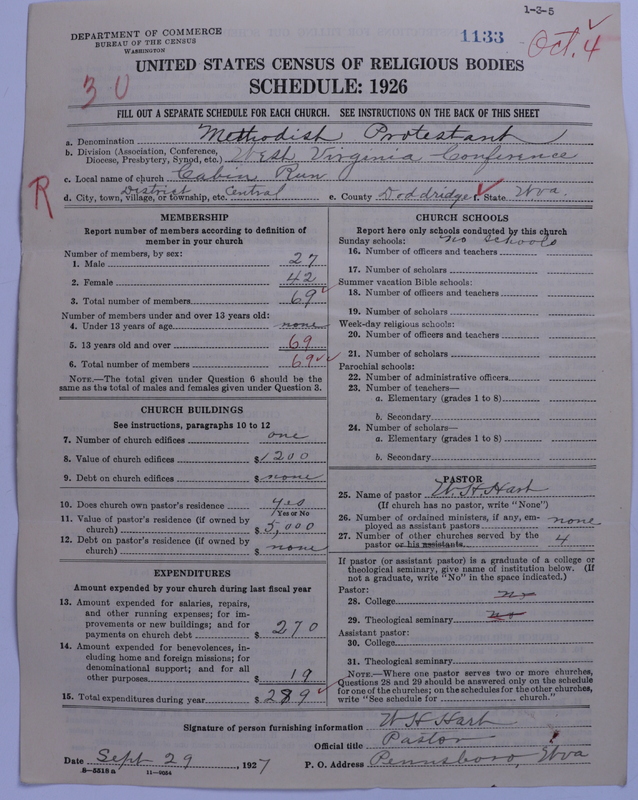 1-3-5
DEPARTMENT OF COMMERCE
BUREAU OF THE CENSUS
WASHINGTON
1133
Oct. 4
3 U
UNITED STATES CENSUS OF RELIGIOUS BODIES
SCHEDULE: 1926
FILL OUT A SEPARATE SCHEDULE FOR EACH CHURCH. SEE INSTRUCTIONS ON THE BACK OF THIS SHEET
a. Denomination Methodist Protestant
b. Division (Association, Conference, Diocese, Presbytery, Synod, etc.) West Virginia Conference
c. Local name of church Cabin Run
R
d. City, town, village, or township, etc. District Central e. County Doddridge f. State Wva.
MEMBERSHIP
Report number of members according to definition of
member in your church
Number of members, by sex:
1. Male 27
2. Female 42
3. Total number of members 69
Number of members under and over 13 years old:
4. Under 13 years of age none
5. 13 years old and over 69
6. Total number of members 69
NOTE.—The total given under Question 6 should be the
same as the total of males and females given under Question 3.
CHURCH BUILDINGS
See instructions, paragraphs 10 to 12
7. Number of church edifices one
8. Value of church edifices $1200
9. Debt on church edifices $none
10. Does church own pastor's residence yes
Yes or No
11. Value of pastor's residence (if owned by
church) $5,000
12. Debt on pastor's residence (if owned by
church) $none
EXPENDITURES
Amount expended by your church during last fiscal year
13. Amount expended for salaries, repairs,
and other running expenses; for im-
provements or new buildings; and for
payments on church debt $270
14. Amount expended for benevolences, in-
cluding home and foreign missions; for
denominational support; and for all
other purposes $19
15. Total expenditures during year $289
CHURCH SCHOOLS
Report here only schools conducted by this church
Sunday schools: no schools
16. Number of officers and teachers
17. Number of scholars
Summer vacation Bible schools:
18. Number of officers and teachers
19. Number of scholars
Week-day religious schools:
20. Number of officers and teachers
21. Number of scholars
Parochial schools:
22. Number of administrative officers
23. Number of teachers—
a. Elementary (grades 1 to 8)
b. Secondary
24. Number of scholars—
a. Elementary (grades 1 to 8)
b. Secondary
PASTOR
25. Name of pastor W H Hart
(If church has no pastor, write "None")
26. Number of ordained ministers, if any, em-
ployed as assistant pastors none
27. Number of other churches served by the
pastor or his assistants 4
If pastor (or assistant pastor) is a graduate of a college or
theological seminary, give name of institution below. (If
not a graduate, write "No" in the space indicated.)
Pastor:
28. College no
29. Theological seminary no
Assistant pastor:
30. College
31. Theological seminary
NOTE.—Where one pastor serves two or more churches,
Questions 28 and 29 should be answered only on the schedule
for one of the churches; on the schedules for the other churches,
write "See schedule for church."
Signature of person furnishing information W H Hart
Official title Pastor
Date Sept 29, 1927 P. O. Address Pennsboro, Wva
8-5518a 11-9054